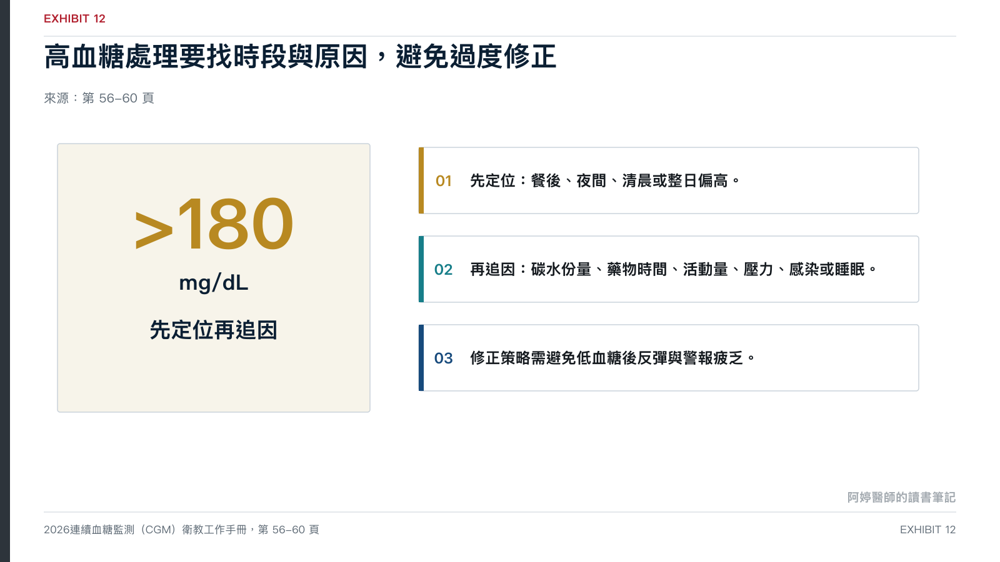 EXHIBIT 12
高血糖處理要找時段與原因，避免過度修正
來源：第 56–60 頁
>180
mg/dL
先定位再追因
01 先定位：餐後、夜間、清晨或整日偏高。
02 再追因：碳水份量、藥物時間、活動量、壓力、感染或睡眠。
03 修正策略需避免低血糖後反彈與警報疲乏。
阿婷醫師的讀書筆記
2026連續血糖監測（CGM）衛教工作手冊，第 56–60 頁
EXHIBIT 12